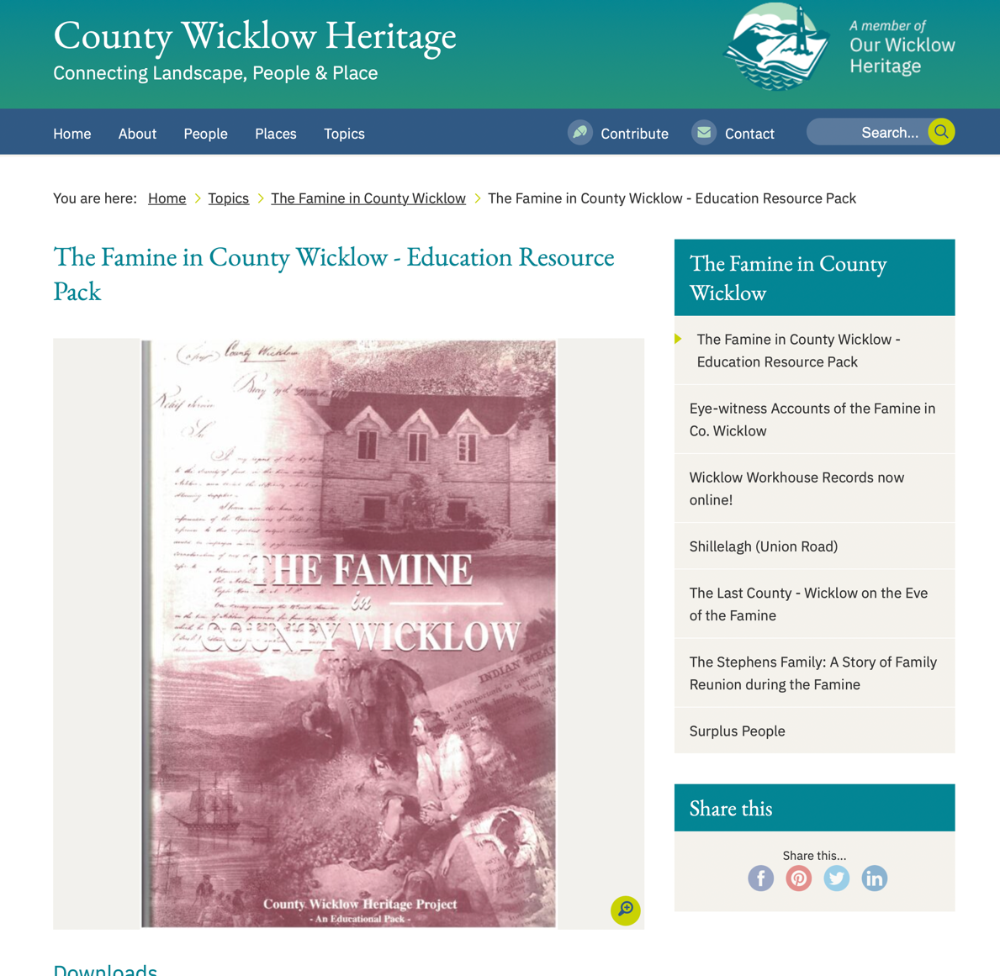 County Wicklow Heritage
Connecting Landscape, People & Place
A member of
Our Wicklow
Heritage
Home
About
People
Places
Topics
Contribute
Contact
Search...
You are here: Home > Topics > The Famine in County Wicklow > The Famine in County Wicklow - Education Resource Pack
The Famine in County Wicklow - Education Resource
Pack
County Wicklow
THE FAMINE
in
COUNTY WICKLOW
INDIAN MEAL
County Wicklow Heritage Project
- An Educational Pack -
Downloads
The Famine in County
Wicklow
The Famine in County Wicklow -
Education Resource Pack
Eye-witness Accounts of the Famine in
Co. Wicklow
Wicklow Workhouse Records now
online!
Shillelagh (Union Road)
The Last County - Wicklow on the Eve
of the Famine
The Stephens Family: A Story of Family
Reunion during the Famine
Surplus People
Share this
Share this...